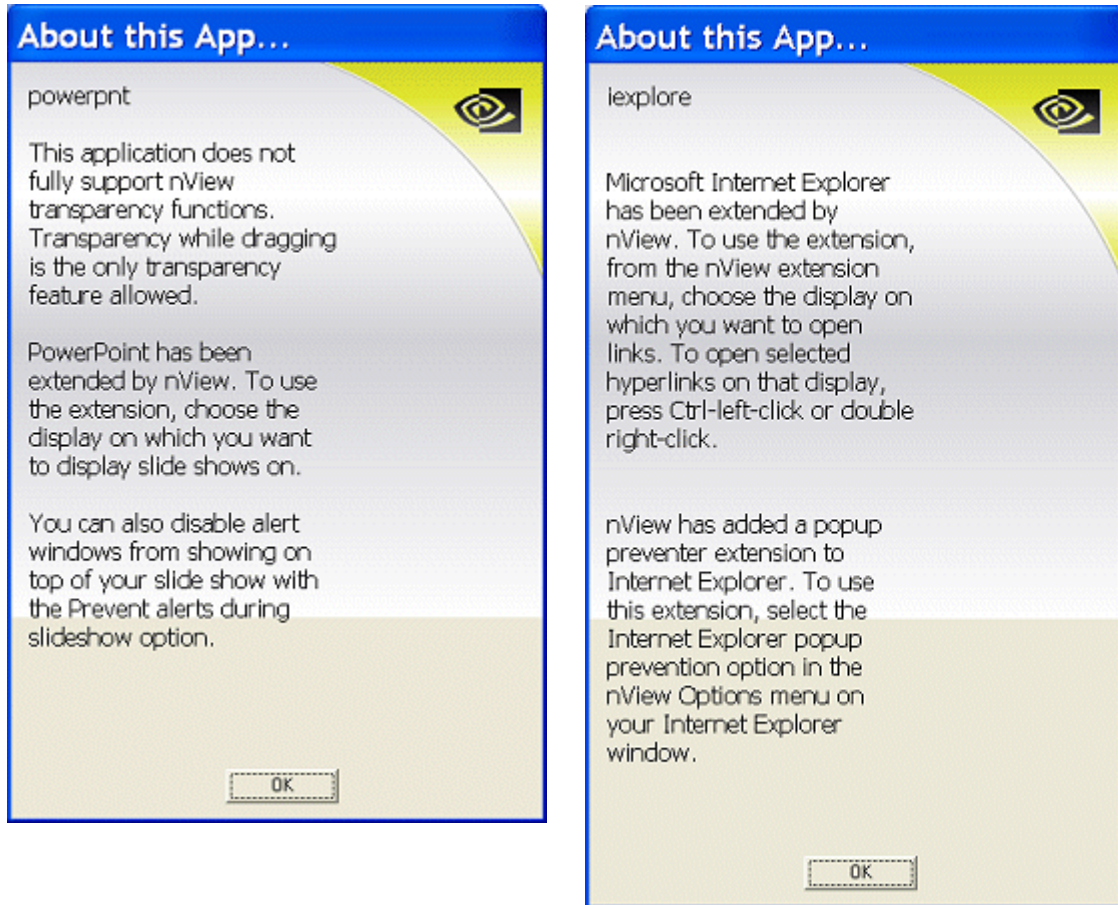 About this App...
powerpnt
This application does not
fully support nView
transparency functions.
Transparency while dragging
is the only transparency
feature allowed.
PowerPoint has been
extended by nView. To use
the extension, choose the
display on which you want
to display slide shows on.
You can also disable alert
windows from showing on
top of your slide show with
the Prevent alerts during
slideshow option.
OK
About this App...
iexplore
Microsoft Internet Explorer
has been extended by
nView. To use the extension,
from the nView extension
menu, choose the display on
which you want to open
links. To open selected
hyperlinks on that display,
press Ctrl-left-click or double
right-click.
nView has added a popup
preventer extension to
Internet Explorer. To use
this extension, select the
Internet Explorer popup
prevention option in the
nView Options menu on
your Internet Explorer
window.
OK